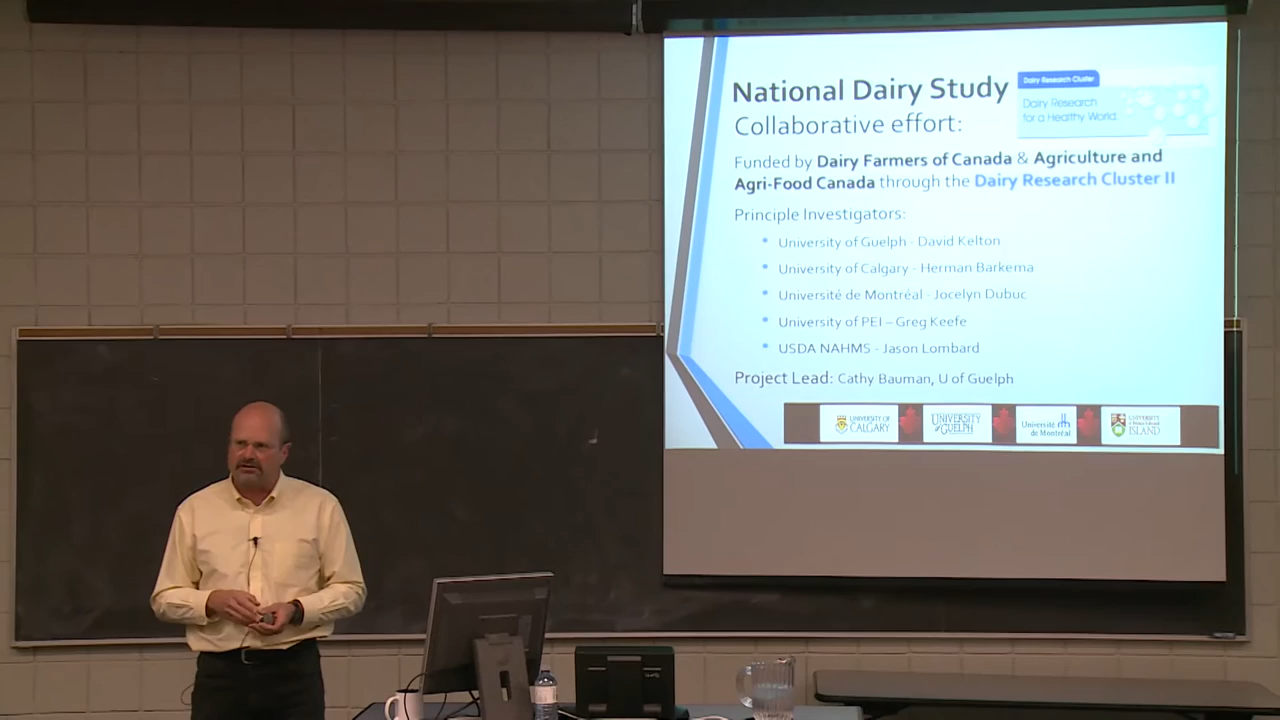 National Dairy Study
Collaborative effort:
Dairy Research Cluster
Dairy Research
for a Healthy World.
Funded by Dairy Farmers of Canada & Agriculture and
Agri-Food Canada through the Dairy Research Cluster II
Principle Investigators:
• University of Guelph - David Kelton
• University of Calgary - Herman Barkema
• Université de Montréal - Jocelyn Dubuc
• University of PEI – Greg Keefe
• USDA NAHMS - Jason Lombard
Project Lead: Cathy Bauman, U of Guelph
UNIVERSITY OF
CALGARY
UNIVERSITY
of GUELPH
Université
de Montréal
UNIVERSITY
ISLAND